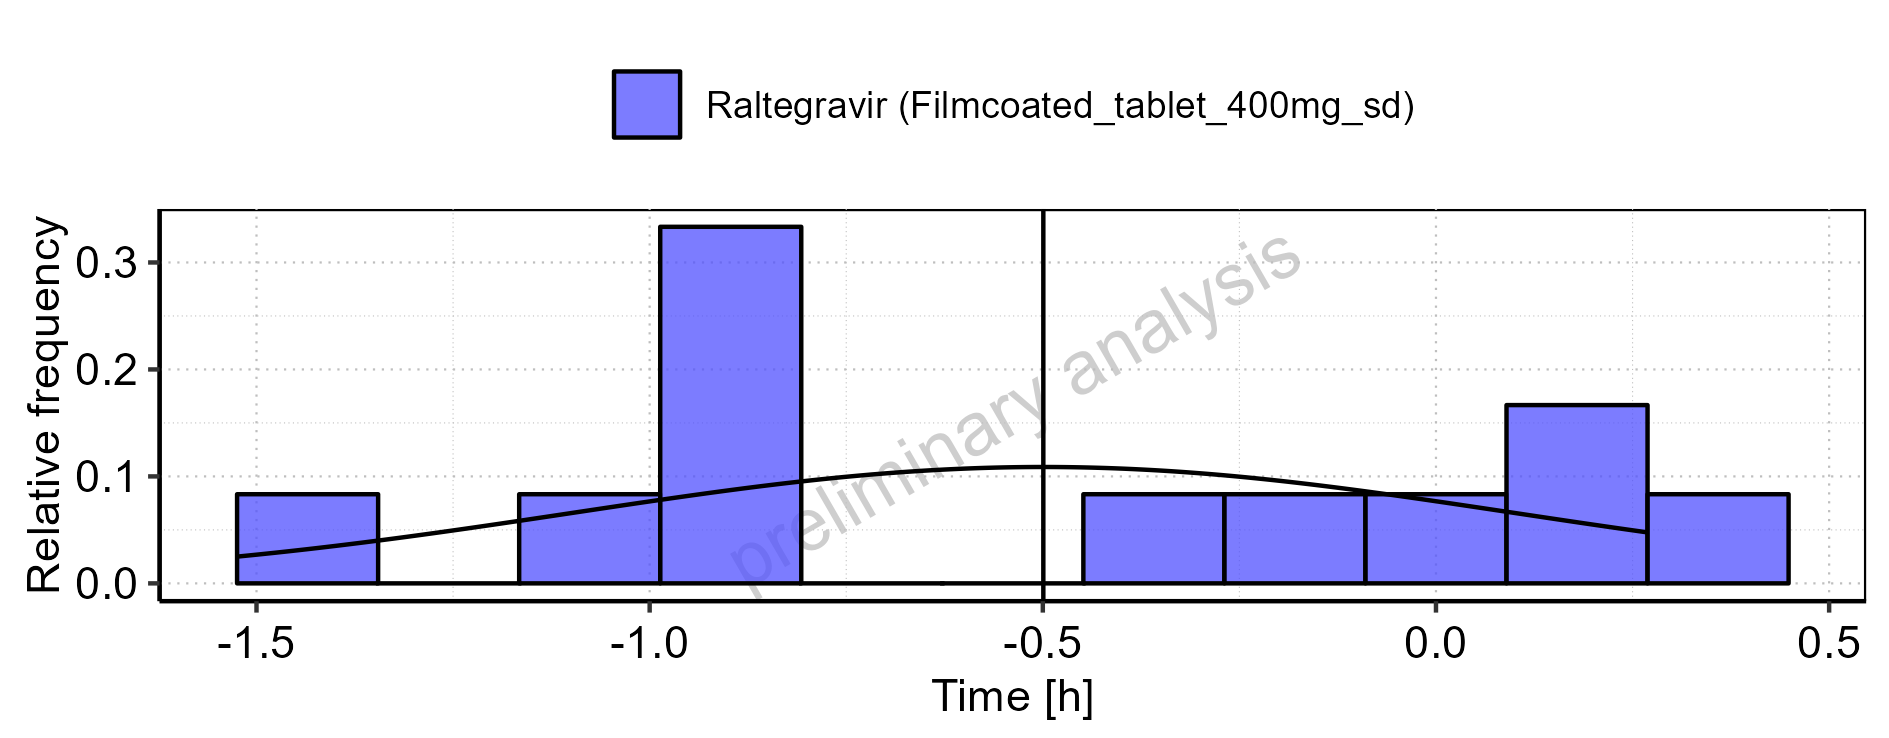 Raltegravir (Filmcoated_tablet_400mg_sd)
Relative frequency
0.3
0.2
0.1
0.0
preliminary analysis
-1.5 -1.0 -0.5 0.0 0.5
Time [h]